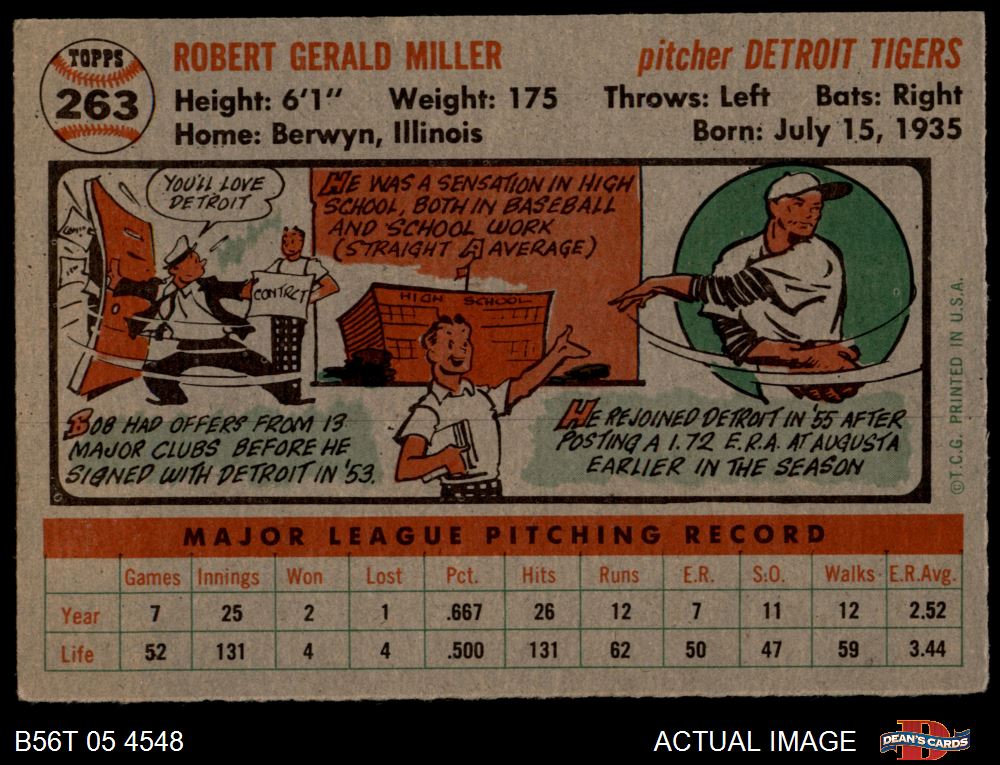 TOPPS
263
ROBERT GERALD MILLER
pitcher DETROIT TIGERS
Height: 6'1" Weight: 175 Throws: Left Bats: Right
Home: Berwyn, Illinois Born: July 15, 1935
YOU'LL LOVE
DETROIT
CONTRCT
BOB HAD OFFERS FROM 13
MAJOR CLUBS BEFORE HE
SIGNED WITH DETROIT IN '53.
HE WAS A SENSATION IN HIGH
SCHOOL, BOTH IN BASEBALL
AND SCHOOL WORK
(STRAIGHT A AVERAGE)
HIGH SCHOOL
HE REJOINED DETROIT IN '55 AFTER
POSTING A 1.72 E.R.A. AT AUGUSTA
EARLIER IN THE SEASON
©T.C.G. PRINTED IN U.S.A.
MAJOR LEAGUE PITCHING RECORD
Games Innings Won Lost Pct. Hits Runs E.R. S.O. Walks E.R.Avg.
Year 7 25 2 1 .667 26 12 7 11 12 2.52
Life 52 131 4 4 .500 131 62 50 47 59 3.44
B56T 05 4548
ACTUAL IMAGE
DEAN'S CARDS